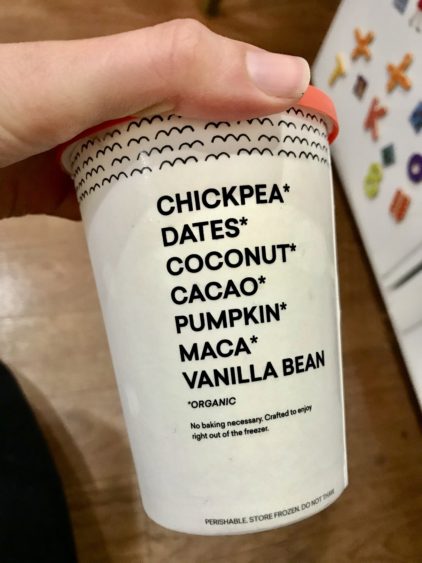 CHICKPEA*
DATES*
COCONUT*
CACAO*
PUMPKIN*
MACA*
VANILLA BEAN
*ORGANIC
No baking necessary. Crafted to enjoy
right out of the freezer.
PERISHABLE. STORE FROZEN. DO NOT THAW